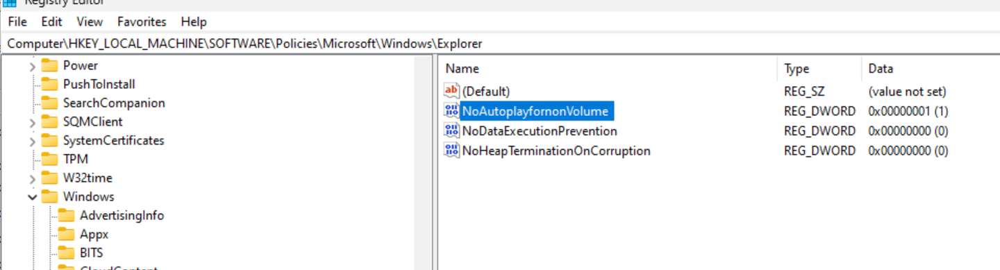 Registry Editor
File Edit View Favorites Help
Computer\HKEY_LOCAL_MACHINE\SOFTWARE\Policies\Microsoft\Windows\Explorer
Power
PushToInstall
SearchCompanion
SQMClient
SystemCertificates
TPM
W32time
Windows
AdvertisingInfo
Appx
BITS
CloudContent
Name Type Data
ab (Default) REG_SZ (value not set)
NoAutoplayfornonVolume REG_DWORD 0x00000001 (1)
NoDataExecutionPrevention REG_DWORD 0x00000000 (0)
NoHeapTerminationOnCorruption REG_DWORD 0x00000000 (0)